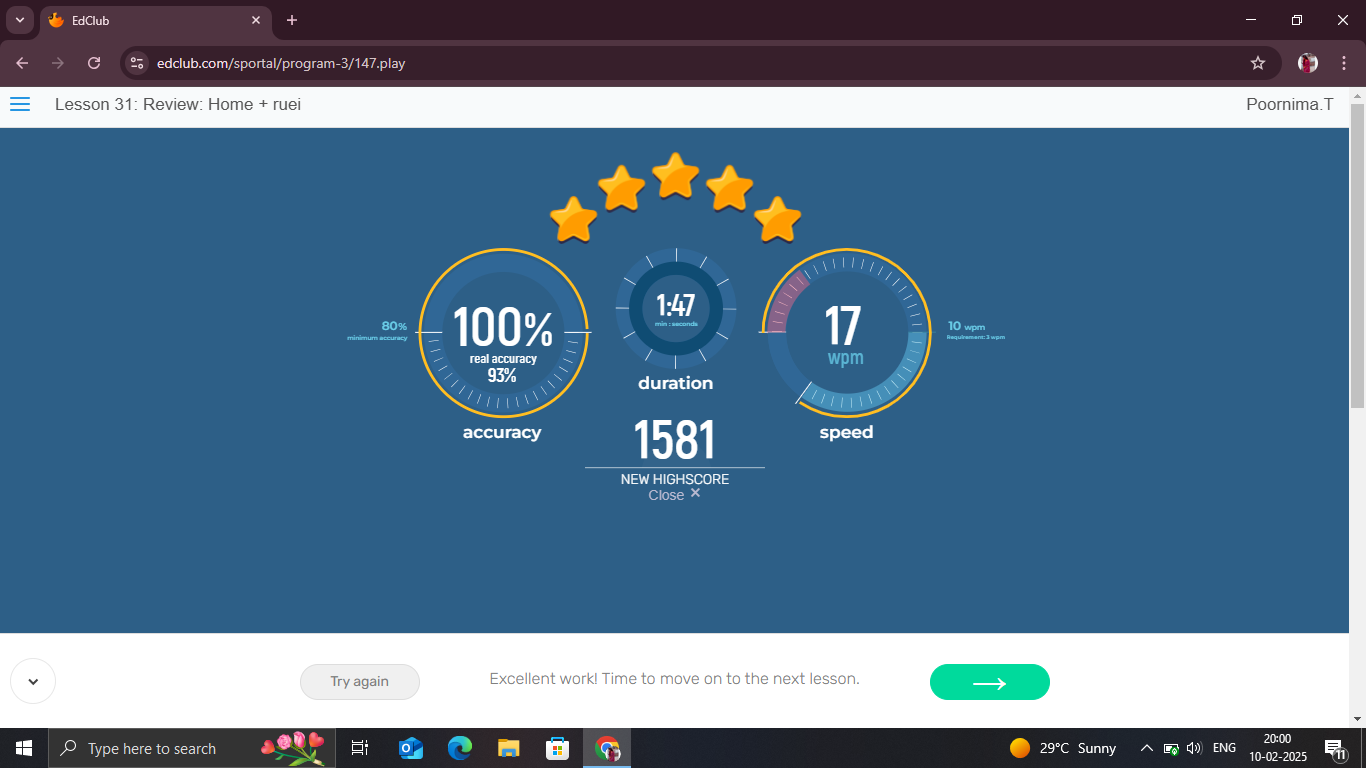 EdClub
edclub.com/sportal/program-3/147.play
Lesson 31: Review: Home + ruei
Poornima.T
80%
minimum accuracy
100%
real accuracy
93%
accuracy
1:47
min : seconds
duration
17
wpm
speed
10 wpm
Requirement: 3 wpm
1581
NEW HIGHSCORE
Close ×
Try again
Excellent work! Time to move on to the next lesson.
Type here to search
29°C Sunny
ENG
20:00
10-02-2025
11